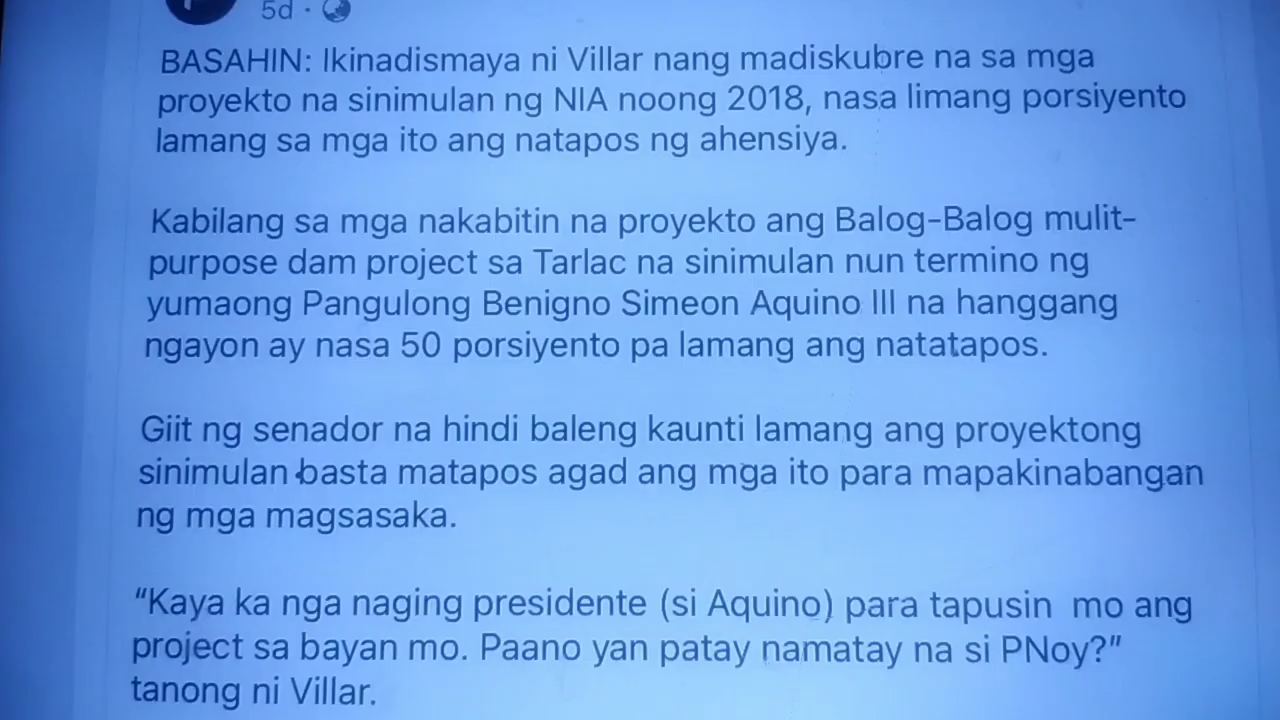 5d ·
BASAHIN: Ikinadismaya ni Villar nang madiskubre na sa mga
proyekto na sinimulan ng NIA noong 2018, nasa limang porsiyento
lamang sa mga ito ang natapos ng ahensiya.
Kabilang sa mga nakabitin na proyekto ang Balog-Balog mulit-
purpose dam project sa Tarlac na sinimulan nun termino ng
yumaong Pangulong Benigno Simeon Aquino III na hanggang
ngayon ay nasa 50 porsiyento pa lamang ang natatapos.
Giit ng senador na hindi baleng kaunti lamang ang proyektong
sinimulan basta matapos agad ang mga ito para mapakinabangan
ng mga magsasaka.
“Kaya ka nga naging presidente (si Aquino) para tapusin mo ang
project sa bayan mo. Paano yan patay namatay na si PNoy?”
tanong ni Villar.